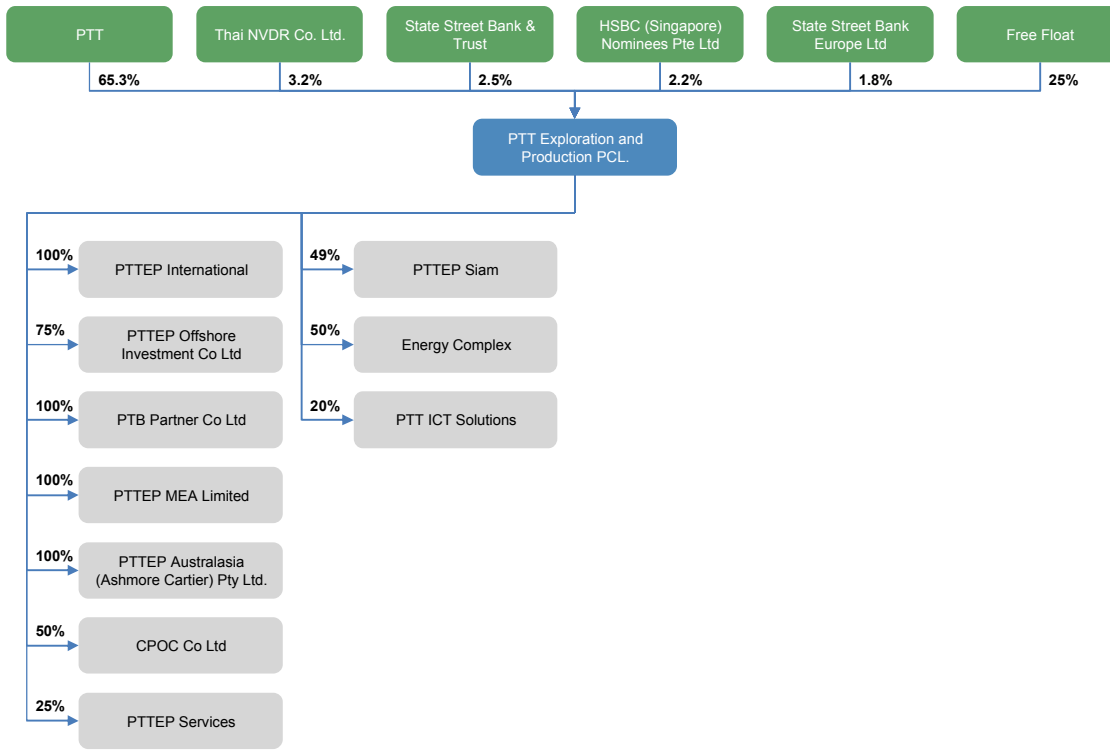 PTT
Thai NVDR Co. Ltd.
State Street Bank &
Trust
HSBC (Singapore)
Nominees Pte Ltd
State Street Bank
Europe Ltd
Free Float
65.3%
3.2%
2.5%
2.2%
1.8%
25%
PTT Exploration and
Production PCL.
100%
PTTEP International
75%
PTTEP Offshore
Investment Co Ltd
100%
PTB Partner Co Ltd
100%
PTTEP MEA Limited
100%
PTTEP Australasia
(Ashmore Cartier) Pty Ltd.
50%
CPOC Co Ltd
25%
PTTEP Services
49%
PTTEP Siam
50%
Energy Complex
20%
PTT ICT Solutions